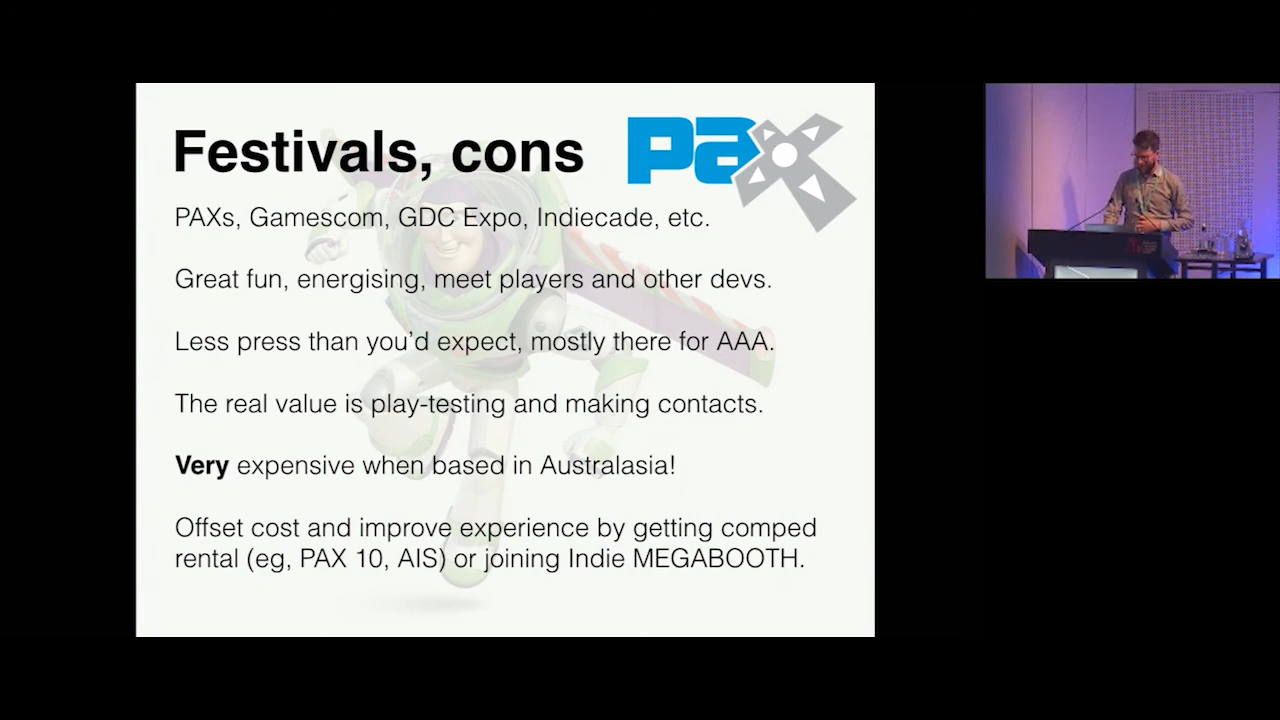 Festivals, cons
pax
PAXs, Gamescom, GDC Expo, Indiecade, etc.
Great fun, energising, meet players and other devs.
Less press than you’d expect, mostly there for AAA.
The real value is play-testing and making contacts.
Very expensive when based in Australasia!
Offset cost and improve experience by getting comped
rental (eg, PAX 10, AIS) or joining Indie MEGABOOTH.